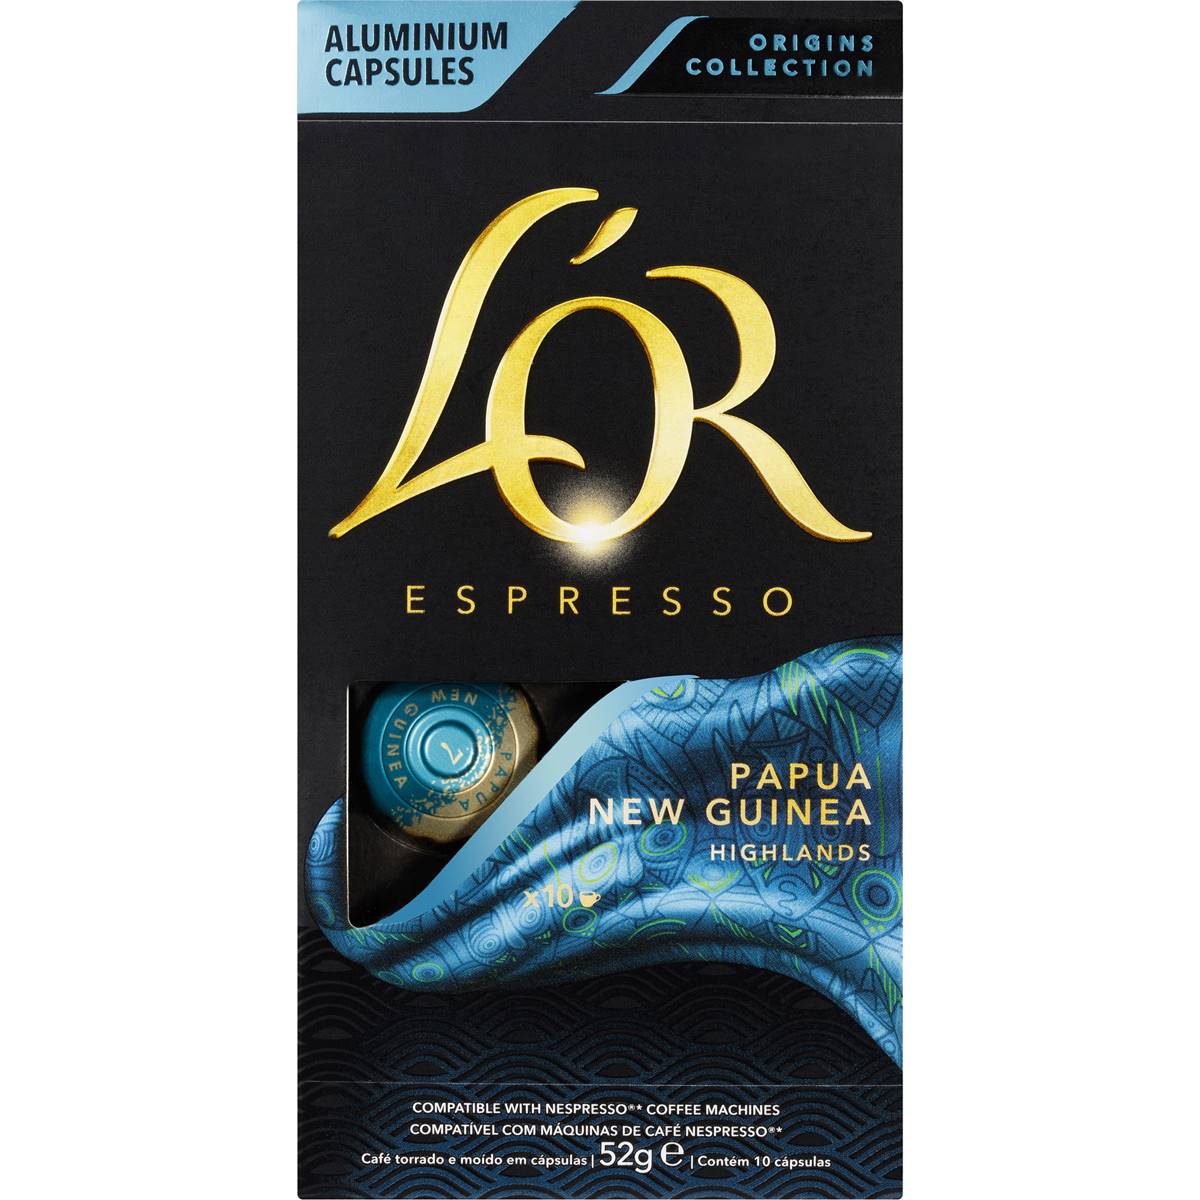 ALUMINIUM
CAPSULES
ORIGINS
COLLECTION
L'OR
ESPRESSO
PAPUA NEW GUINEA
7
PAPUA
NEW GUINEA
HIGHLANDS
x10
COMPATIBLE WITH NESPRESSO®* COFFEE MACHINES
COMPATÍVEL COM MÁQUINAS DE CAFÉ NESPRESSO®*
Café torrado e moído em cápsulas | 52g ℮ | Contém 10 cápsulas